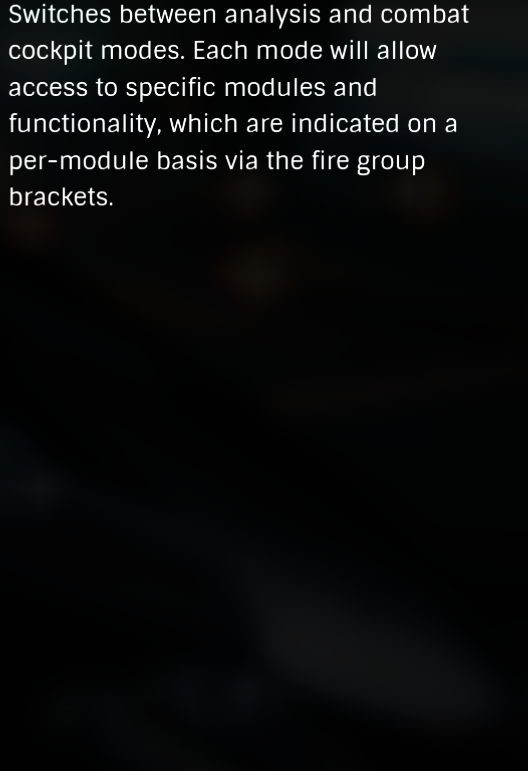 Switches between analysis and combat
cockpit modes. Each mode will allow
access to specific modules and
functionality, which are indicated on a
per-module basis via the fire group
brackets.